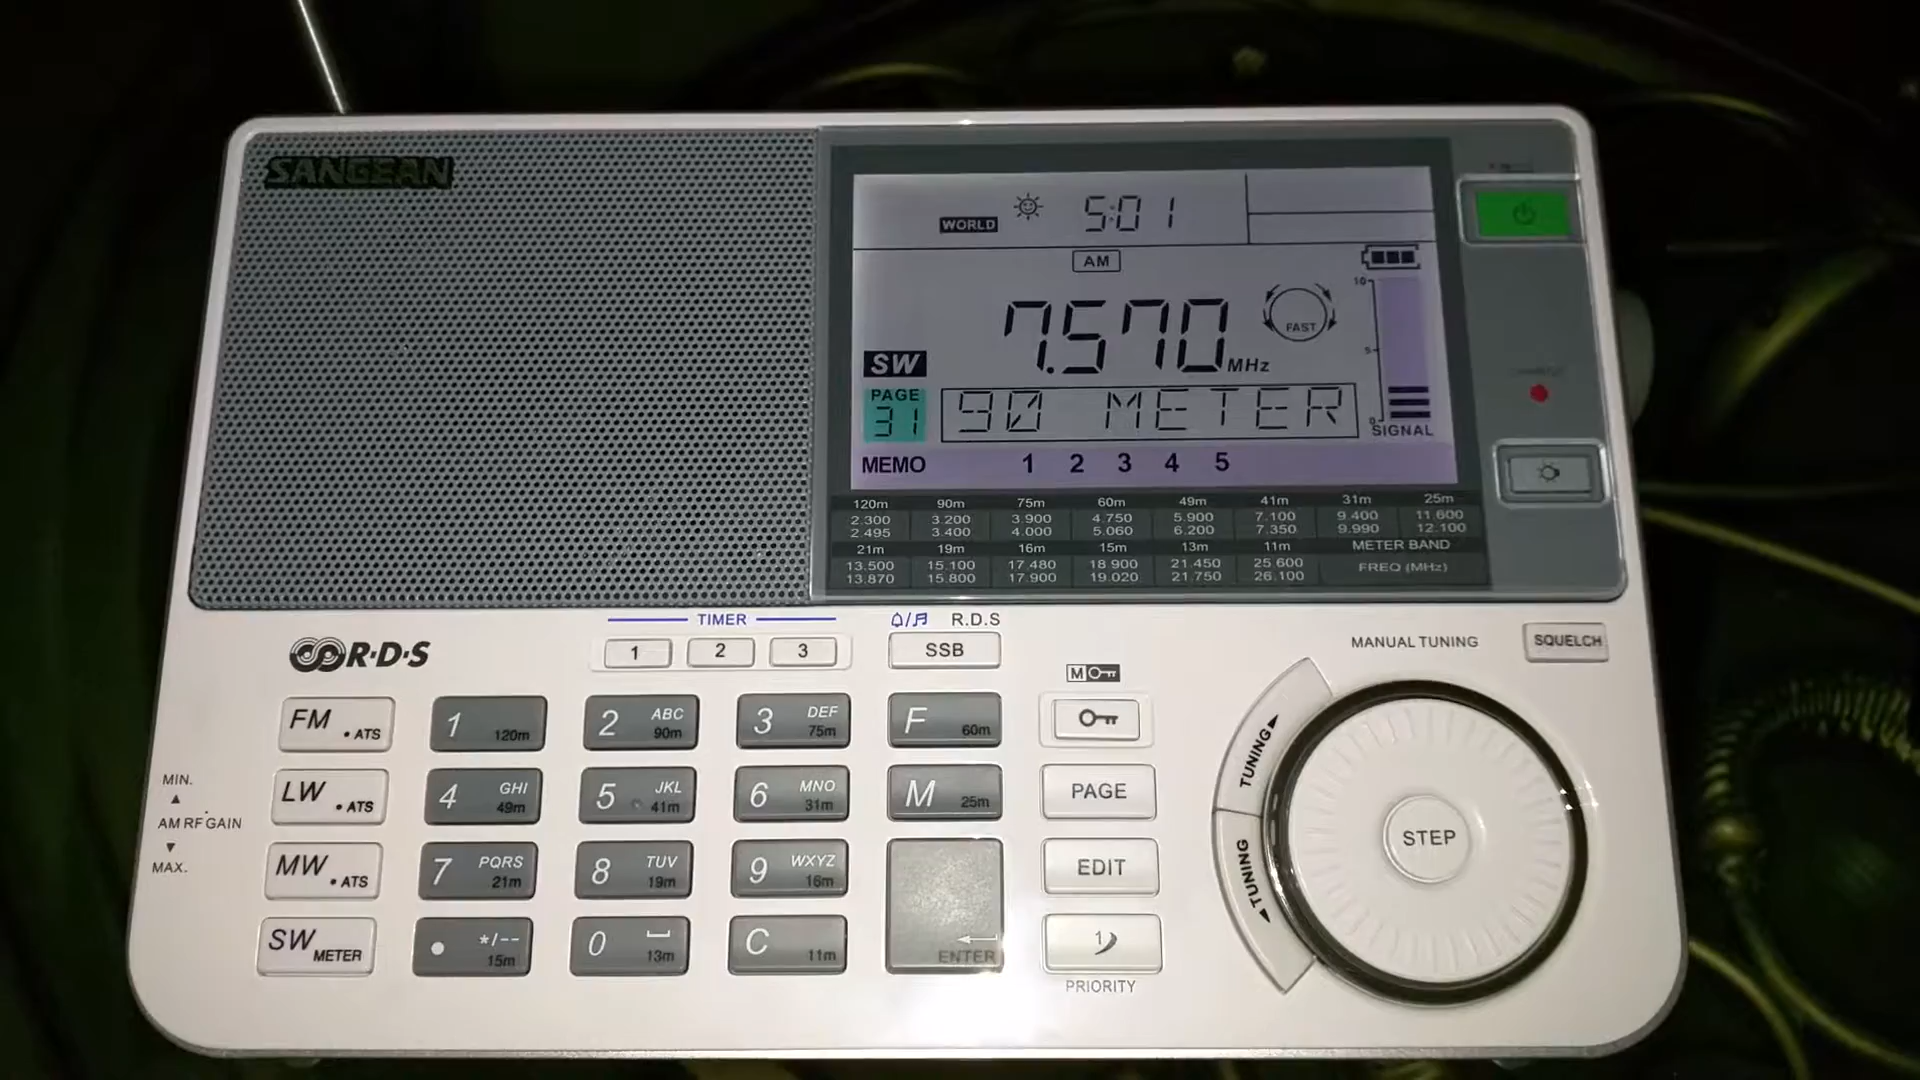 SANGEAN
WORLD 5:01
AM
7.570 MHz
FAST
10
5
0
SIGNAL
SW
PAGE
31
90 METER
MEMO 1 2 3 4 5
120m 90m 75m 60m 49m 41m 31m 25m
2.300 3.200 3.900 4.750 5.900 7.100 9.400 11.600
2.495 3.400 4.000 5.060 6.200 7.350 9.990 12.100
21m 19m 16m 15m 13m 11m METER BAND
13.500 15.100 17.480 18 900 21.450 25 600 FREQ (MHz)
13.870 15.800 17.900 19.020 21.750 26.100
R·D·S
TIMER
1 2 3
R.D.S
SSB
MANUAL TUNING
SQUELCH
M
FM • ATS
1 120m
2 ABC 90m
3 DEF 75m
F 60m
LW • ATS
4 GHI 49m
5 JKL 41m
6 MNO 31m
M 25m
PAGE
MW • ATS
7 PQRS 21m
8 TUV 19m
9 WXYZ 16m
ENTER
EDIT
SW METER
• */-- 15m
0 13m
C 11m
1
PRIORITY
MIN.
AM RF GAIN
MAX.
TUNING
TUNING
STEP